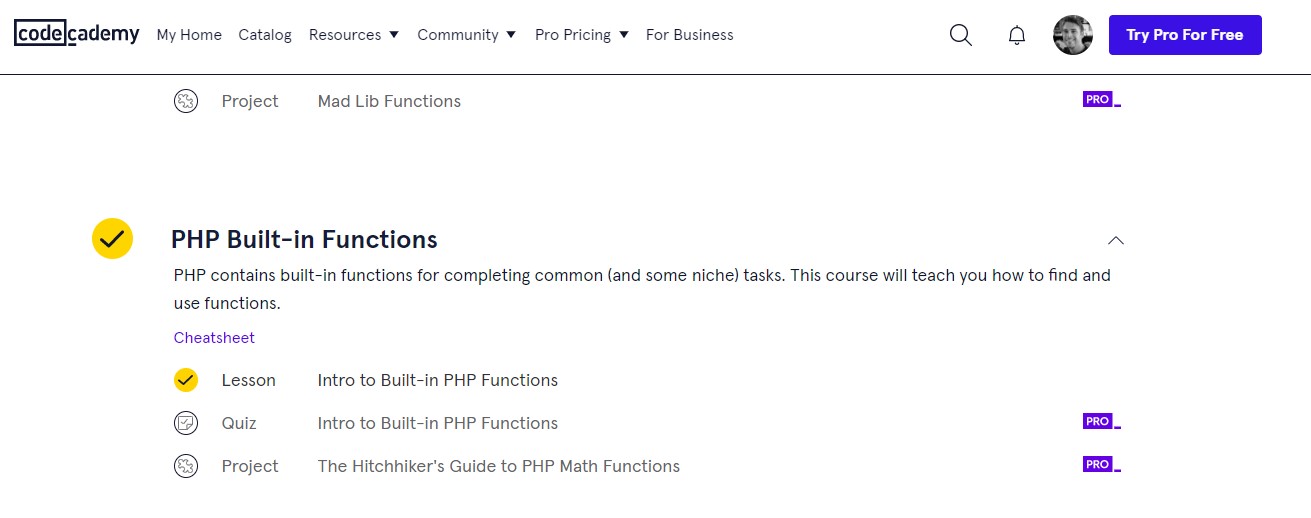 codecademy My Home Catalog Resources Community Pro Pricing For Business Try Pro For Free
Project Mad Lib Functions PRO
PHP Built-in Functions
PHP contains built-in functions for completing common (and some niche) tasks. This course will teach you how to find and
use functions.
Cheatsheet
Lesson Intro to Built-in PHP Functions
Quiz Intro to Built-in PHP Functions PRO
Project The Hitchhiker's Guide to PHP Math Functions PRO